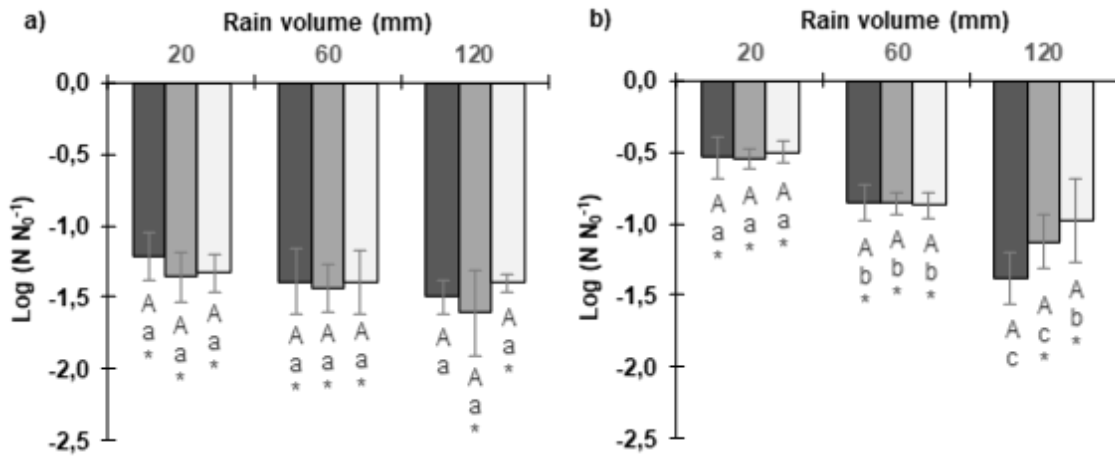 a) Rain volume (mm)
20 60 120
0,0
-0,5
-1,0
-1,5
-2,0
-2,5
Log (N N₀⁻¹)
A A A A A A A A A
a a a a a a a a a
* * * * * * * *
b) Rain volume (mm)
20 60 120
0,0
-0,5
-1,0
-1,5
-2,0
-2,5
Log (N N₀⁻¹)
A A A A A A A A A
a a a b b b c c b
* * * * * * * *